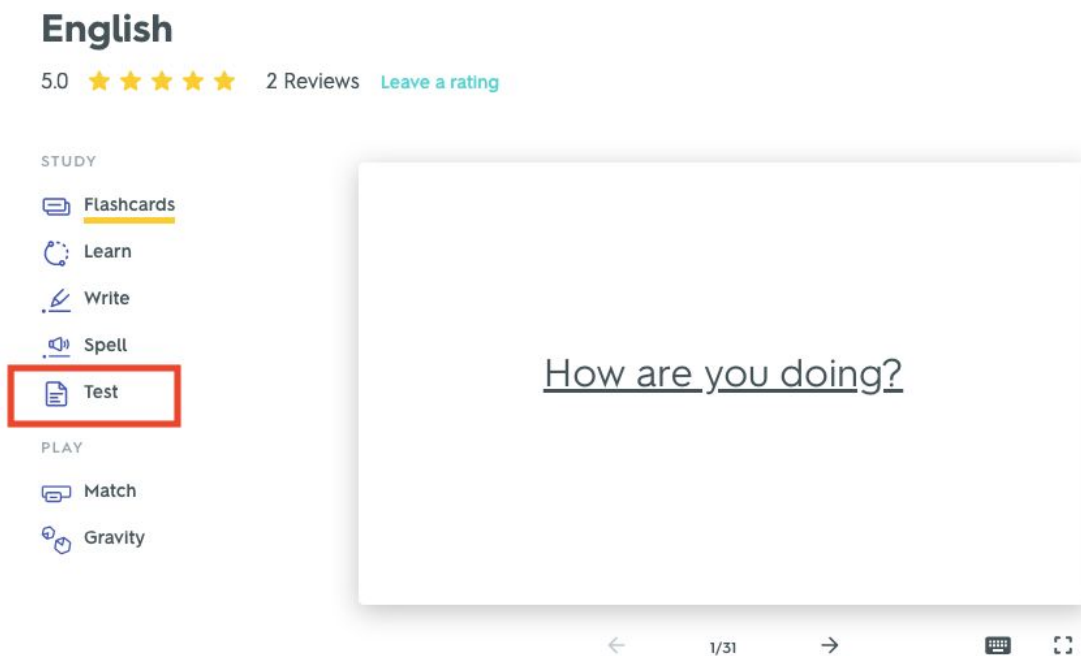 English
5.0 2 Reviews Leave a rating
STUDY
Flashcards
Learn
Write
Spell
Test
PLAY
Match
Gravity
How are you doing?
1/31